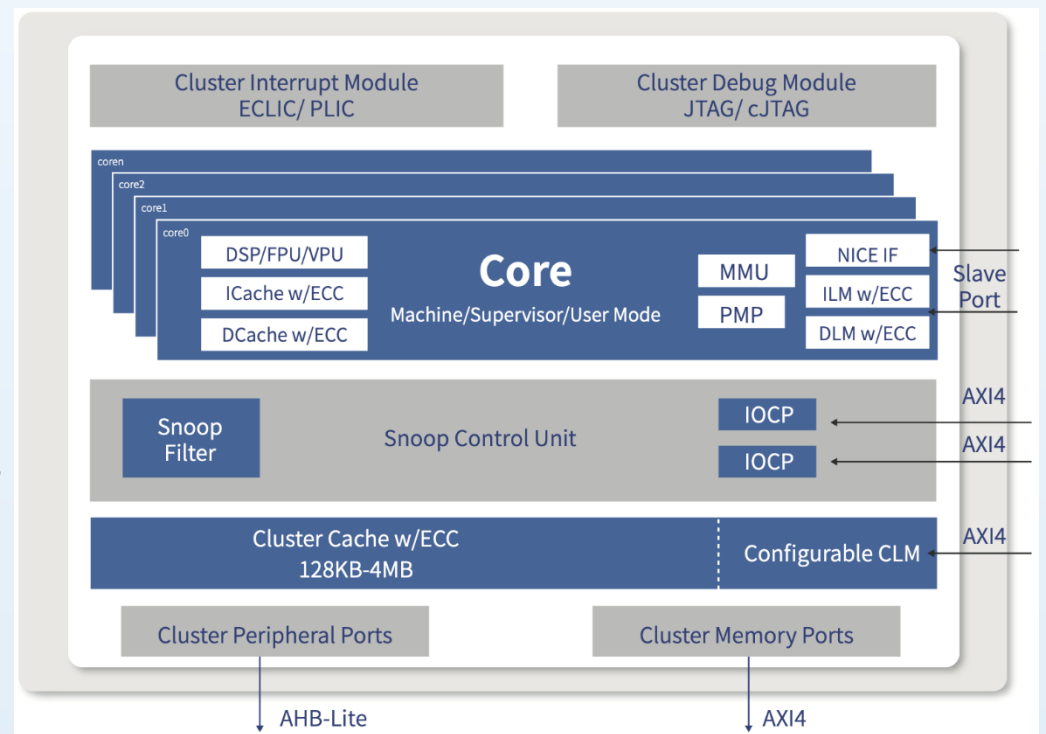 Cluster Interrupt Module
ECLIC/ PLIC
Cluster Debug Module
JTAG/ cJTAG
coren
core2
core1
core0
DSP/FPU/VPU
ICache w/ECC
DCache w/ECC
Core
Machine/Supervisor/User Mode
MMU
PMP
NICE IF
ILM w/ECC
DLM w/ECC
Slave
Port
Snoop
Filter
Snoop Control Unit
IOCP
IOCP
AXI4
AXI4
Cluster Cache w/ECC
128KB-4MB
Configurable CLM
AXI4
Cluster Peripheral Ports
Cluster Memory Ports
AHB-Lite
AXI4